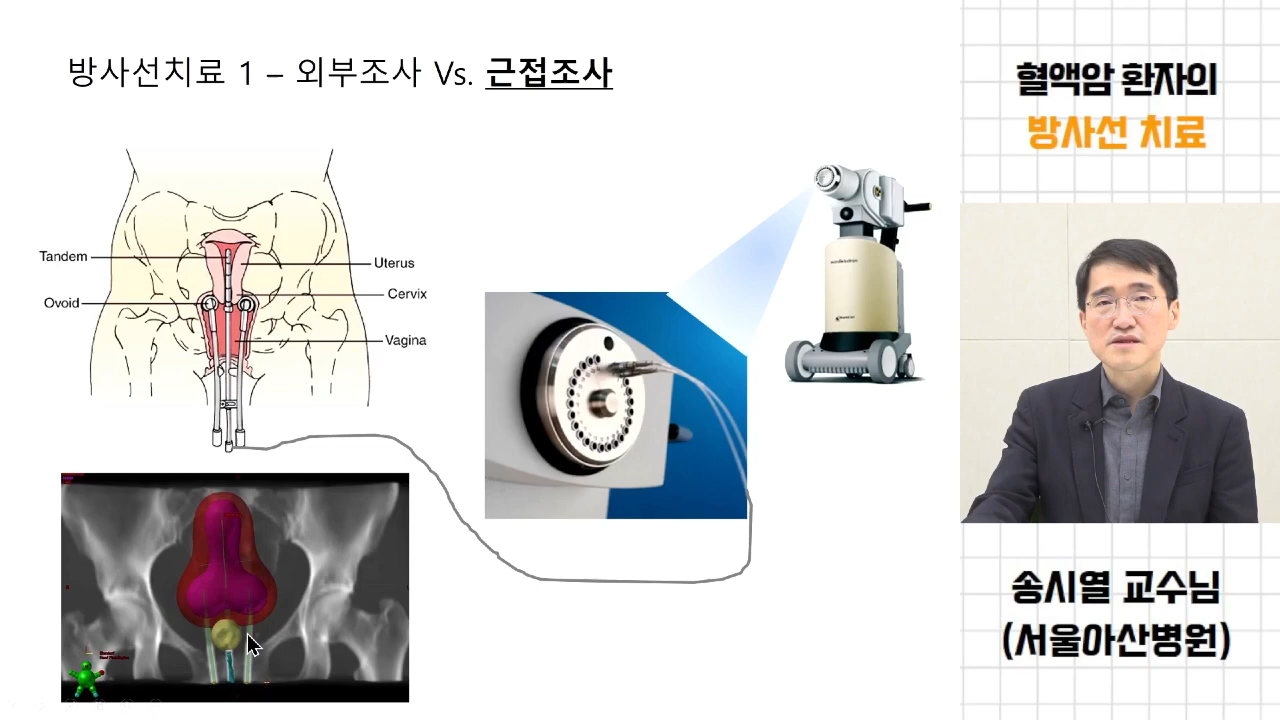 방사선치료 1 – 외부조사 Vs. 근접조사
Tandem
Ovoid
Uterus
Cervix
Vagina
혈액암 환자의
방사선 치료
송시열 교수님
(서울아산병원)